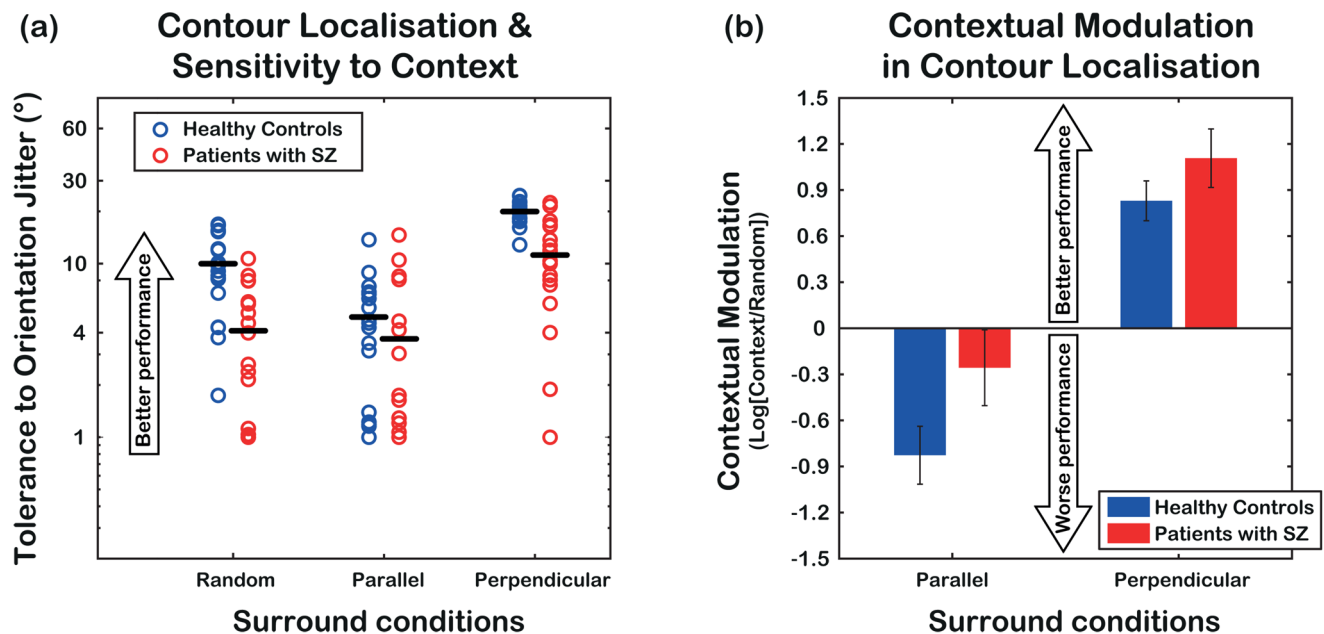 (a)
Contour Localisation &
Sensitivity to Context
Tolerance to Orientation Jitter (°)
60
30
10
4
1
Healthy Controls
Patients with SZ
Better performance
Random
Parallel
Perpendicular
Surround conditions
(b)
Contextual Modulation
in Contour Localisation
Contextual Modulation
(Log[Context/Random])
1.5
1.2
0.9
0.6
0.3
0
-0.3
-0.6
-0.9
-1.2
-1.5
Better performance
Worse performance
Healthy Controls
Patients with SZ
Parallel
Perpendicular
Surround conditions